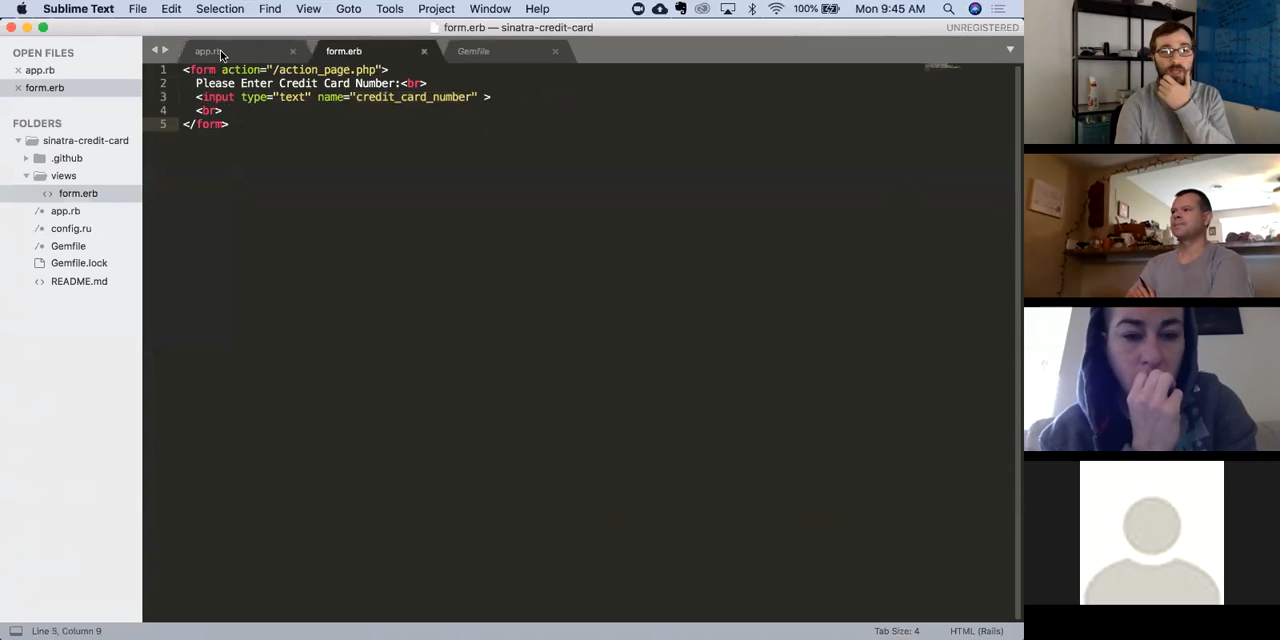 Sublime Text File Edit Selection Find View Goto Tools Project Window Help 100% Mon 9:45 AM
form.erb — sinatra-credit-card UNREGISTERED
OPEN FILES
app.rb
form.erb
FOLDERS
sinatra-credit-card
.github
views
form.erb
app.rb
config.ru
Gemfile
Gemfile.lock
README.md
app.rb form.erb Gemfile
1 <form action="/action_page.php">
2 Please Enter Credit Card Number:<br>
3 <input type="text" name="credit_card_number" >
4 <br>
5 </form>
Line 5, Column 9 Tab Size: 4 HTML (Rails)